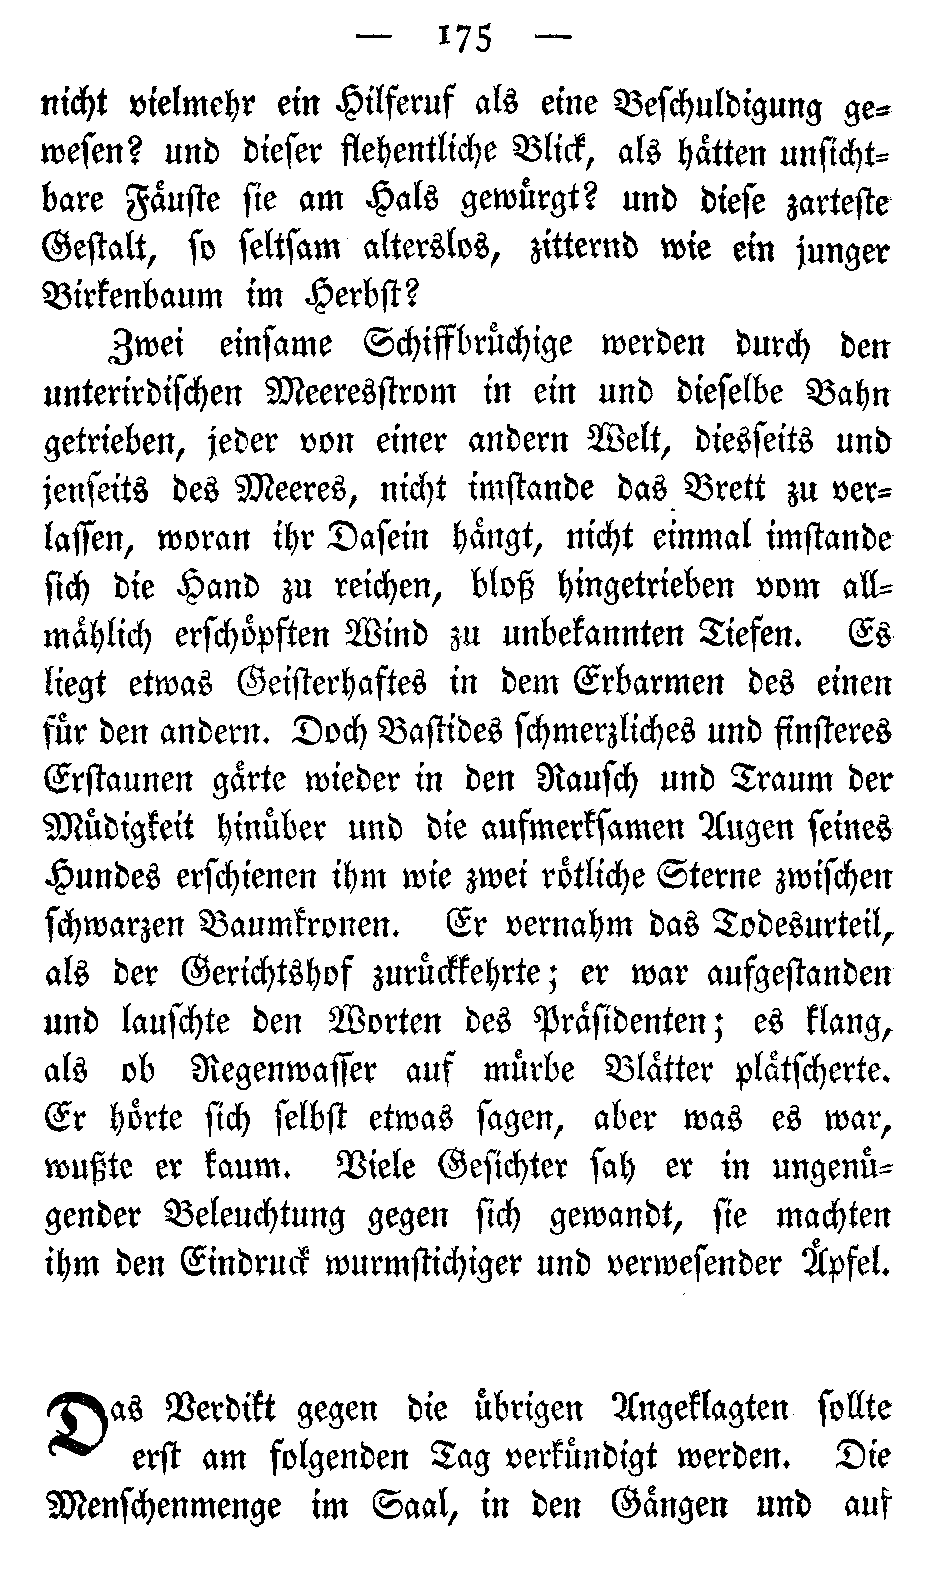 — 175 —
nicht vielmehr ein Hilferuf als eine Beschuldigung ge-
wesen? und dieser flehentliche Blick, als hätten unsicht-
bare Fäuste sie am Hals gewürgt? und diese zarteste
Gestalt, so seltsam alterslos, zitternd wie ein junger
Birkenbaum im Herbst?
Zwei einsame Schiffbrüchige werden durch den
unterirdischen Meeresstrom in ein und dieselbe Bahn
getrieben, jeder von einer andern Welt, diesseits und
jenseits des Meeres, nicht imstande das Brett zu ver-
lassen, woran ihr Dasein hängt, nicht einmal imstande
sich die Hand zu reichen, bloß hingetrieben vom all-
mählich erschöpften Wind zu unbekannten Tiefen. Es
liegt etwas Geisterhaftes in dem Erbarmen des einen
für den andern. Doch Bastides schmerzliches und finsteres
Erstaunen gärte wieder in den Rausch und Traum der
Müdigkeit hinüber und die aufmerksamen Augen seines
Hundes erschienen ihm wie zwei rötliche Sterne zwischen
schwarzen Baumkronen. Er vernahm das Todesurteil,
als der Gerichtshof zurückkehrte; er war aufgestanden
und lauschte den Worten des Präsidenten; es klang,
als ob Regenwasser auf mürbe Blätter plätscherte.
Er hörte sich selbst etwas sagen, aber was es war,
wußte er kaum. Viele Gesichter sah er in ungenü-
gender Beleuchtung gegen sich gewandt, sie machten
ihm den Eindruck wurmstichiger und verwesender Äpfel.
Das Verdikt gegen die übrigen Angeklagten sollte
erst am folgenden Tag verkündigt werden. Die
Menschenmenge im Saal, in den Gängen und auf